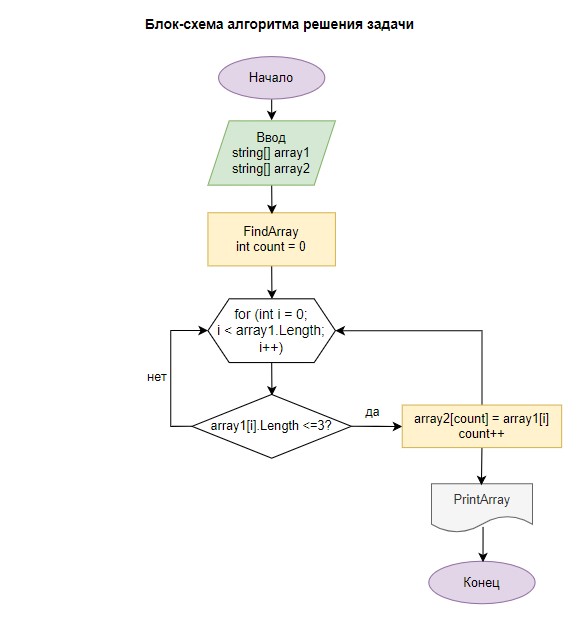 Блок-схема алгоритма решения задачи
Начало
Ввод
string[] array1
string[] array2
FindArray
int count = 0
for (int i = 0;
i < array1.Length;
i++)
нет
array1[i].Length <=3?
да
array2[count] = array1[i]
count++
PrintArray
Конец